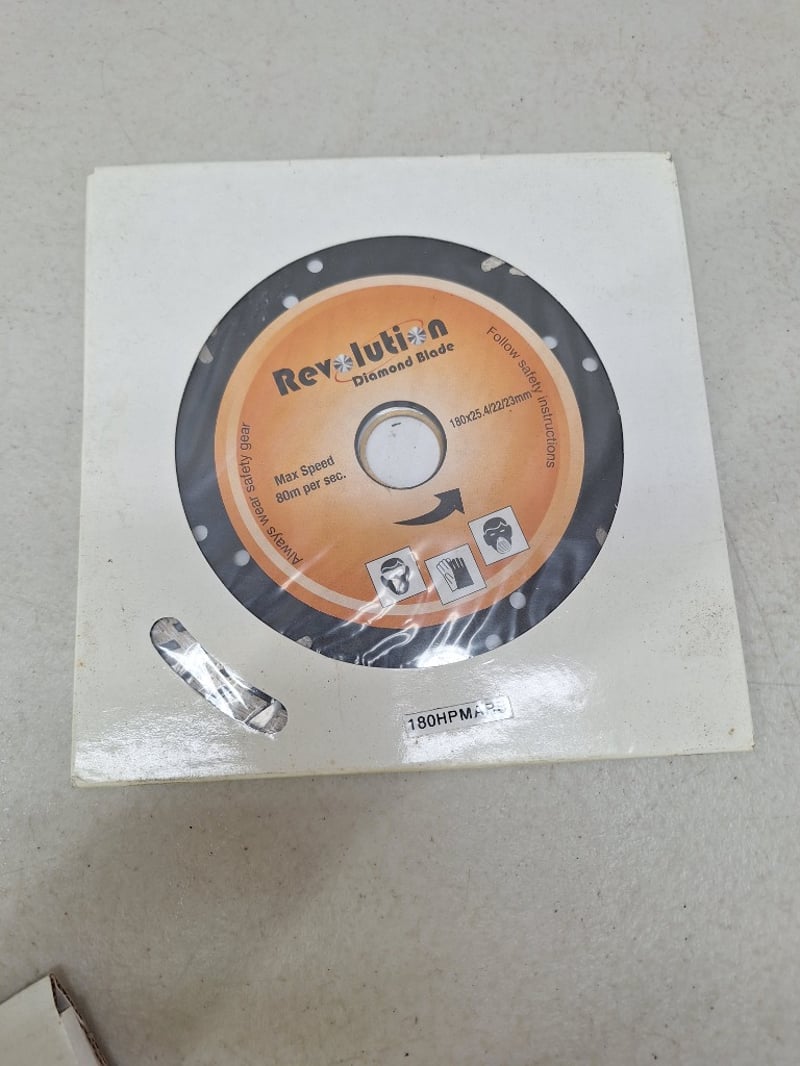 Revolution
Diamond Blade
Follow safety instructions
180x25.4/22/23mm
Max Speed
80m per sec.
Always wear safety gear